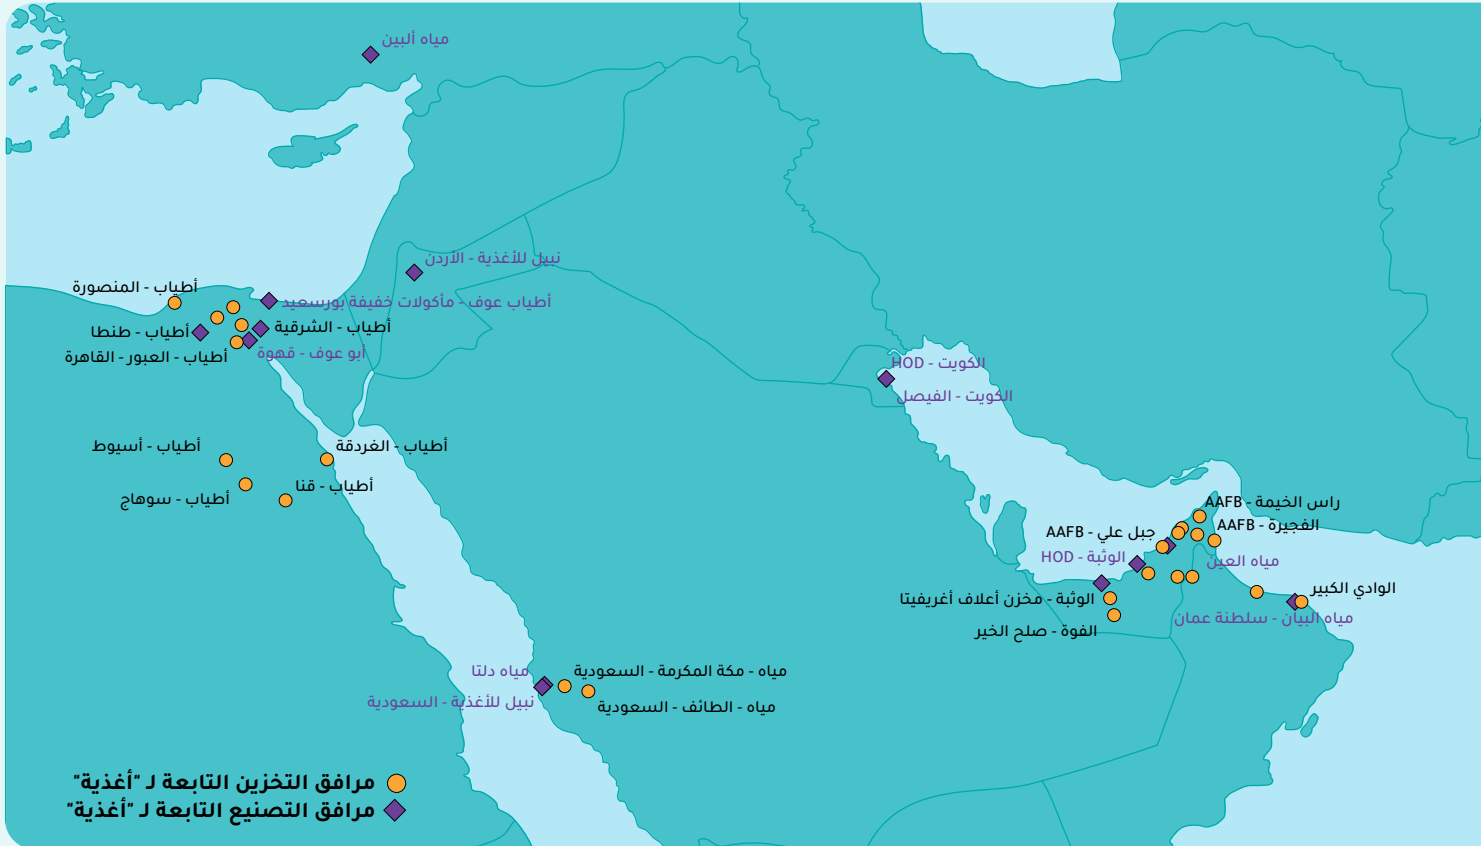 مياه ألبين
نبيل للأغذية - الأردن
أطياب - المنصورة
أطياب عوف - مأكولات خفيفة بورسعيد
أطياب - الشرقية
أطياب - طنطا
أبو عوف - قهوة
أطياب - العبور - القاهرة
الكويت - HOD
الكويت - الفيصل
أطياب - الغردقة
أطياب - أسيوط
أطياب - قنا
أطياب - سوهاج
راس الخيمة - AAFB
الفجيرة - AAFB
جبل علي - AAFB
الوثبة - HOD
مياه العين
الوادي الكبير
الوثبة - مخزن أعلاف أغريفيتا
مياه البيان - سلطنة عمان
الفوة - صلح الخير
مياه - مكة المكرمة - السعودية
مياه دلتا
نبيل للأغذية - السعودية
مياه - الطائف - السعودية
مرافق التخزين التابعة لـ "أغذية"
مرافق التصنيع التابعة لـ "أغذية"